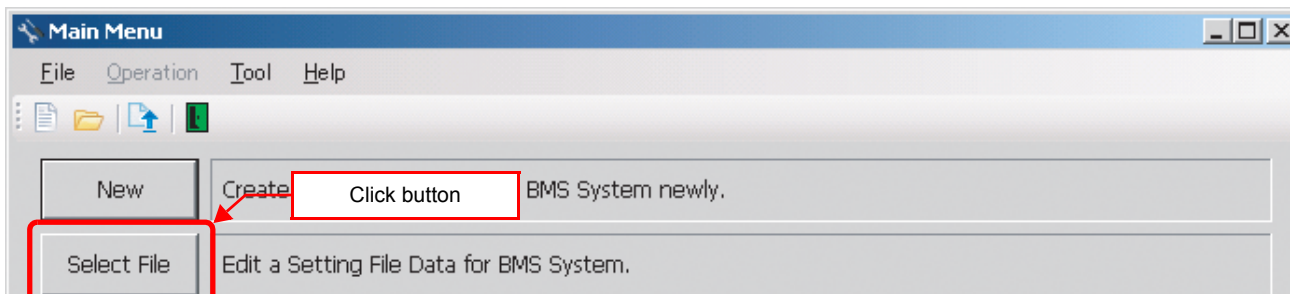 Main Menu
File Operation Tool Help
New Create BMS System newly.
Click button
Select File Edit a Setting File Data for BMS System.